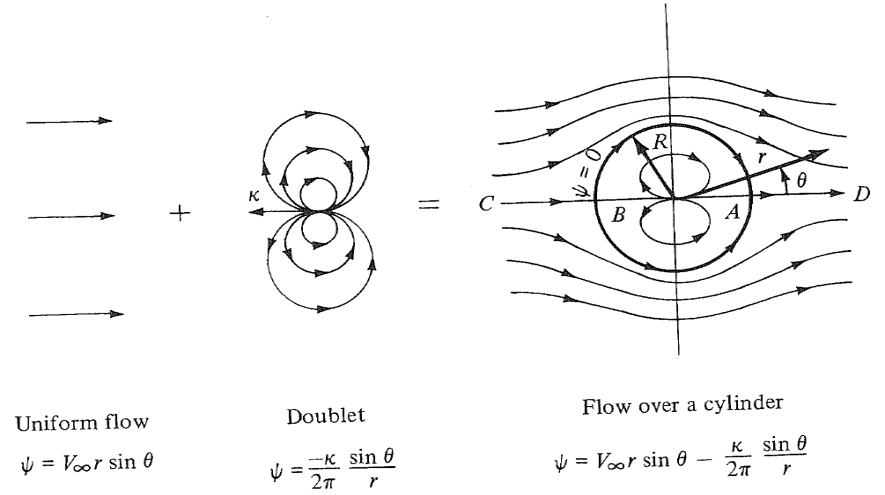 κ
+
=
C
ψ = 0
R
r
θ
B
A
D
Uniform flow
ψ = V∞ r sin θ
Doublet
ψ = −κ/2π sin θ/r
Flow over a cylinder
ψ = V∞ r sin θ − κ/2π sin θ/r